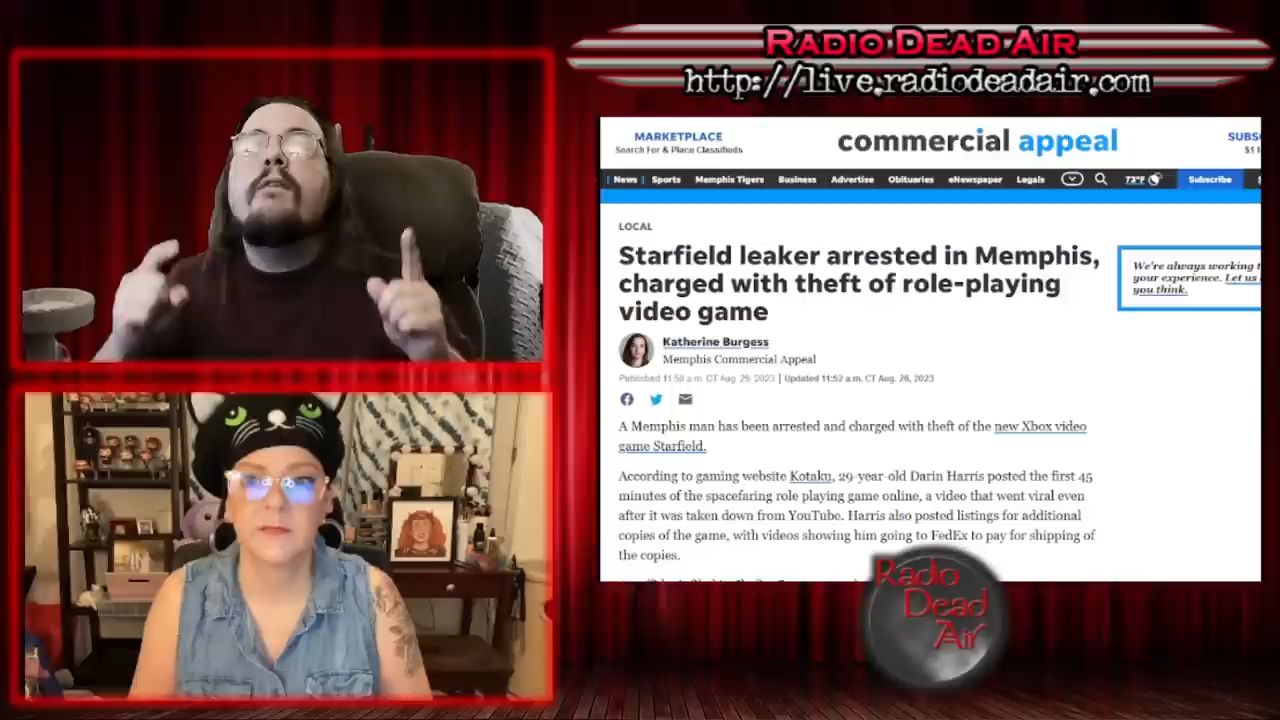 RADIO DEAD AIR
http://live.radiodeadair.com
MARKETPLACE
Search For & Place Classifieds
commercial appeal
SUBS
$1
News Sports Memphis Tigers Business Advertise Obituaries eNewspaper Legals 73°F Subscribe
LOCAL
Starfield leaker arrested in Memphis,
charged with theft of role-playing
video game
We're always working t
your experience. Let us
you think.
Katherine Burgess
Memphis Commercial Appeal
Published 11:50 a.m. CT Aug. 26, 2023 | Updated 11:52 a.m. CT Aug. 26, 2023
A Memphis man has been arrested and charged with theft of the new Xbox video
game Starfield.
According to gaming website Kotaku, 29-year-old Darin Harris posted the first 45
minutes of the spacefaring role playing game online, a video that went viral even
after it was taken down from YouTube. Harris also posted listings for additional
copies of the game, with videos showing him going to FedEx to pay for shipping of
the copies.
Radio
Dead
Air